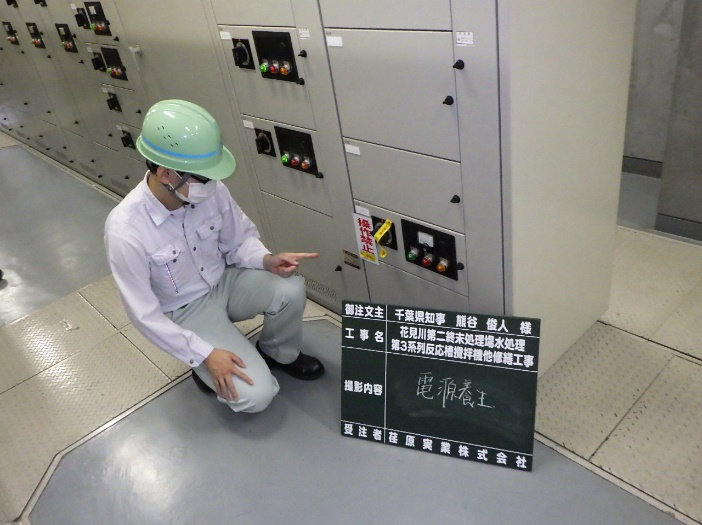 操作禁止
御注文主 千葉県知事 熊谷 俊人 様
工事名 花見川第二終末処理場水処理
第3系列反応槽攪拌機他修繕工事
撮影内容 電源養生
受注者 荏原実業株式会社